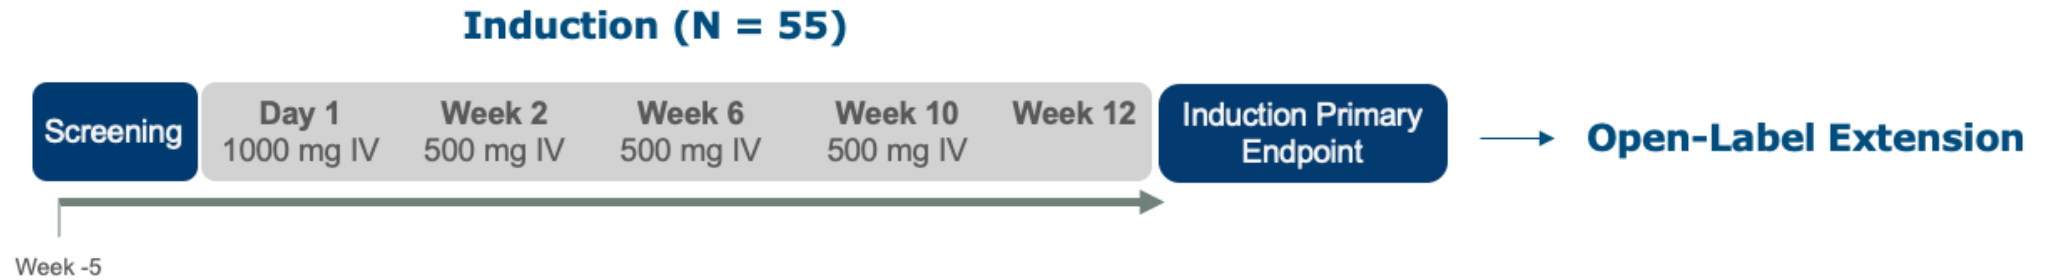 Induction (N = 55)
Screening
Day 1
1000 mg IV
Week 2
500 mg IV
Week 6
500 mg IV
Week 10
500 mg IV
Week 12
Induction Primary
Endpoint
Open-Label Extension
Week -5